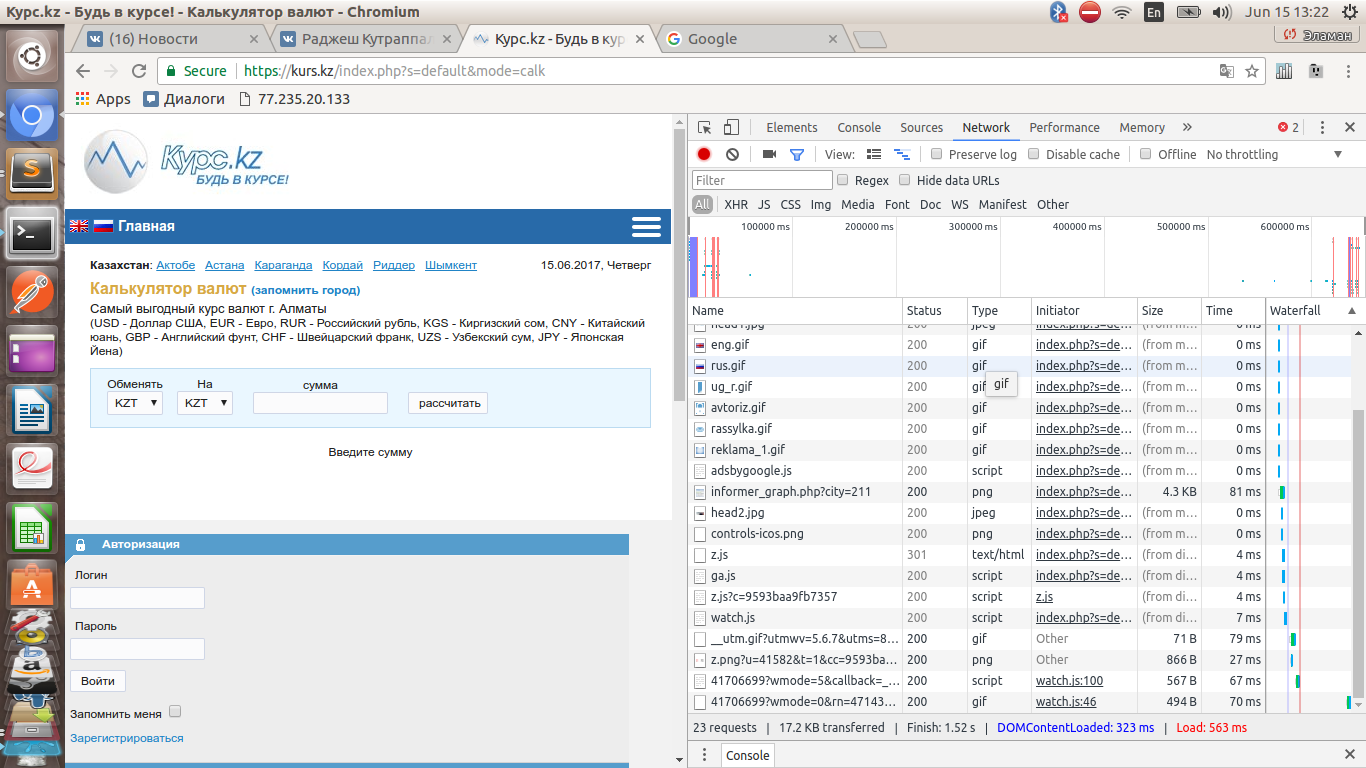 Курс.kz - Будь в курсе! - Калькулятор валют - Chromium
En
Jun 15 13:22
(16) Новости
Раджеш Кутраппал
Курс.kz - Будь в кур
Google
Эламан
Secure
https://kurs.kz/index.php?s=default&mode=calk
Apps
Диалоги
77.235.20.133
Курс.kz
БУДЬ В КУРСЕ!
Главная
Казахстан: Актобе Астана Караганда Кордай Риддер Шымкент
15.06.2017, Четверг
Калькулятор валют (запомнить город)
Самый выгодный курс валют г. Алматы
(USD - Доллар США, EUR - Евро, RUR - Российский рубль, KGS - Киргизский сом, CNY - Китайский
юань, GBP - Английский фунт, CHF - Швейцарский франк, UZS - Узбекский сум, JPY - Японская
Йена)
Обменять На сумма
KZT KZT рассчитать
Введите сумму
Авторизация
Логин
Пароль
Войти
Запомнить меня
Зарегистрироваться
Elements Console Sources Network Performance Memory » 2
View: Preserve log Disable cache Offline No throttling
Filter Regex Hide data URLs
All XHR JS CSS Img Media Font Doc WS Manifest Other
100000 ms 200000 ms 300000 ms 400000 ms 500000 ms 600000 ms
Name Status Type Initiator Size Time Waterfall
head1.jpg 200 jpeg index.php?s=de... (from m... 0 ms
eng.gif 200 gif index.php?s=de... (from m... 0 ms
rus.gif 200 gif index.php?s=de... (from m... 0 ms
gif
ug_r.gif 200 gif index.php?s=de... (from m... 0 ms
avtoriz.gif 200 gif index.php?s=de... (from m... 0 ms
rassylka.gif 200 gif index.php?s=de... (from m... 0 ms
reklama_1.gif 200 gif index.php?s=de... (from m... 0 ms
adsbygoogle.js 200 script index.php?s=de... (from m... 0 ms
informer_graph.php?city=211 200 png index.php?s=de... 4.3 KB 81 ms
head2.jpg 200 jpeg index.php?s=de... (from m... 0 ms
controls-icos.png 200 png index.php?s=de... (from m... 0 ms
z.js 301 text/html index.php?s=de... (from di... 4 ms
ga.js 200 script index.php?s=de... (from di... 4 ms
z.js?c=9593baa9fb7357 200 script z.js (from di... 4 ms
watch.js 200 script index.php?s=de... (from di... 7 ms
__utm.gif?utmwv=5.6.7&utms=8... 200 gif Other 71 B 79 ms
z.png?u=41582&t=1&cc=9593ba... 200 png Other 866 B 27 ms
41706699?wmode=5&callback=_... 200 script watch.js:100 567 B 67 ms
41706699?wmode=0&rn=47143... 200 gif watch.js:46 494 B 70 ms
23 requests | 17.2 KB transferred | Finish: 1.52 s | DOMContentLoaded: 323 ms | Load: 563 ms
Console